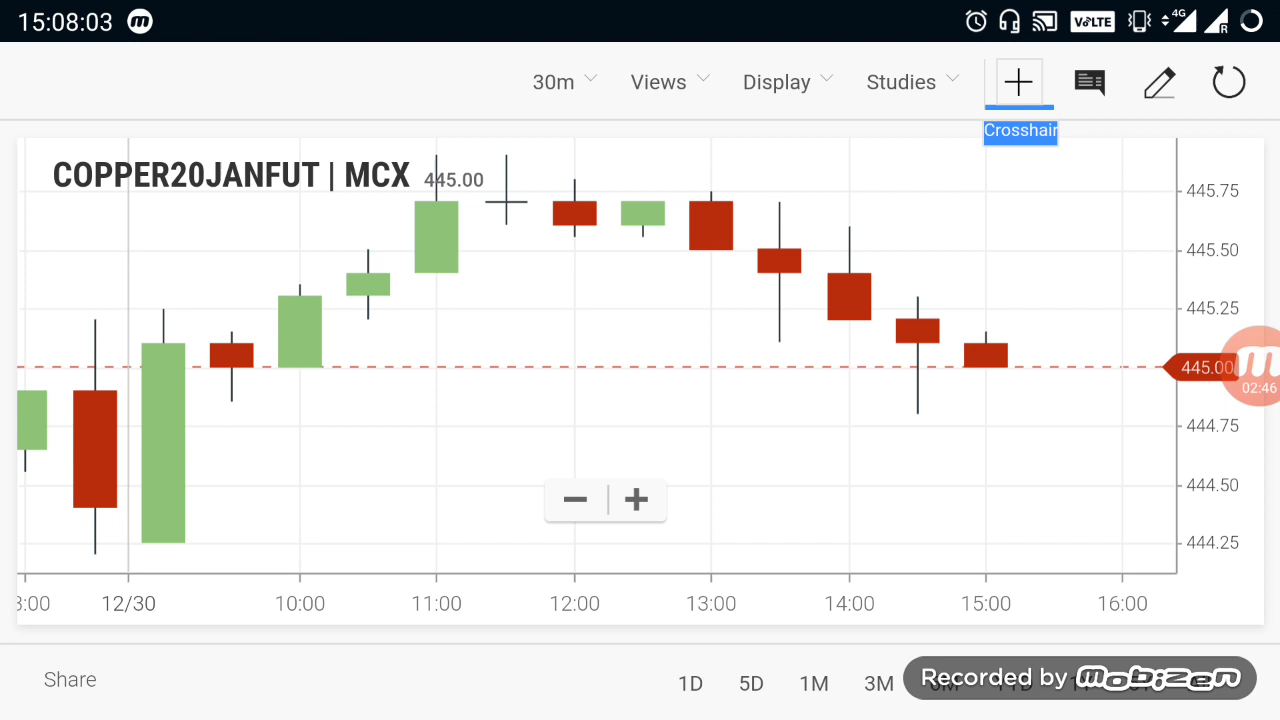 15:08:03
VoLTE
4G
R
30m
Views
Display
Studies
Crosshair
COPPER20JANFUT | MCX 445.00
445.75
445.50
445.25
445.00
02:46
444.75
444.50
444.25
12/30
10:00
11:00
12:00
13:00
14:00
15:00
16:00
Share
1D
5D
1M
3M
Recorded by mobizen